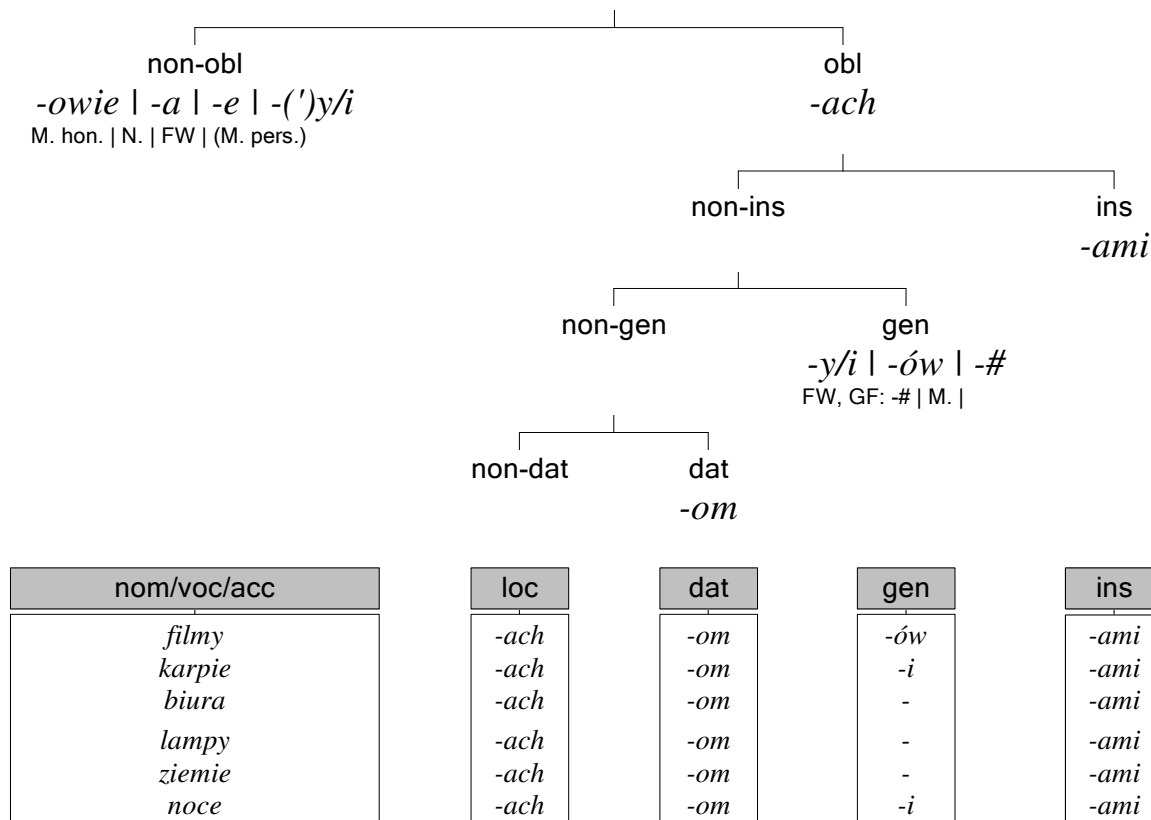 non-obl obl
-owie | -a | -e | -(')y/i -ach
M. hon. | N. | FW | (M. pers.)
non-ins ins
-ami
non-gen gen
-y/i | -ów | -#
FW, GF: -# | M. |
non-dat dat
-om
nom/voc/acc loc dat gen ins
filmy -ach -om -ów -ami
karpie -ach -om -i -ami
biura -ach -om - -ami
lampy -ach -om - -ami
ziemie -ach -om - -ami
noce -ach -om -i -ami